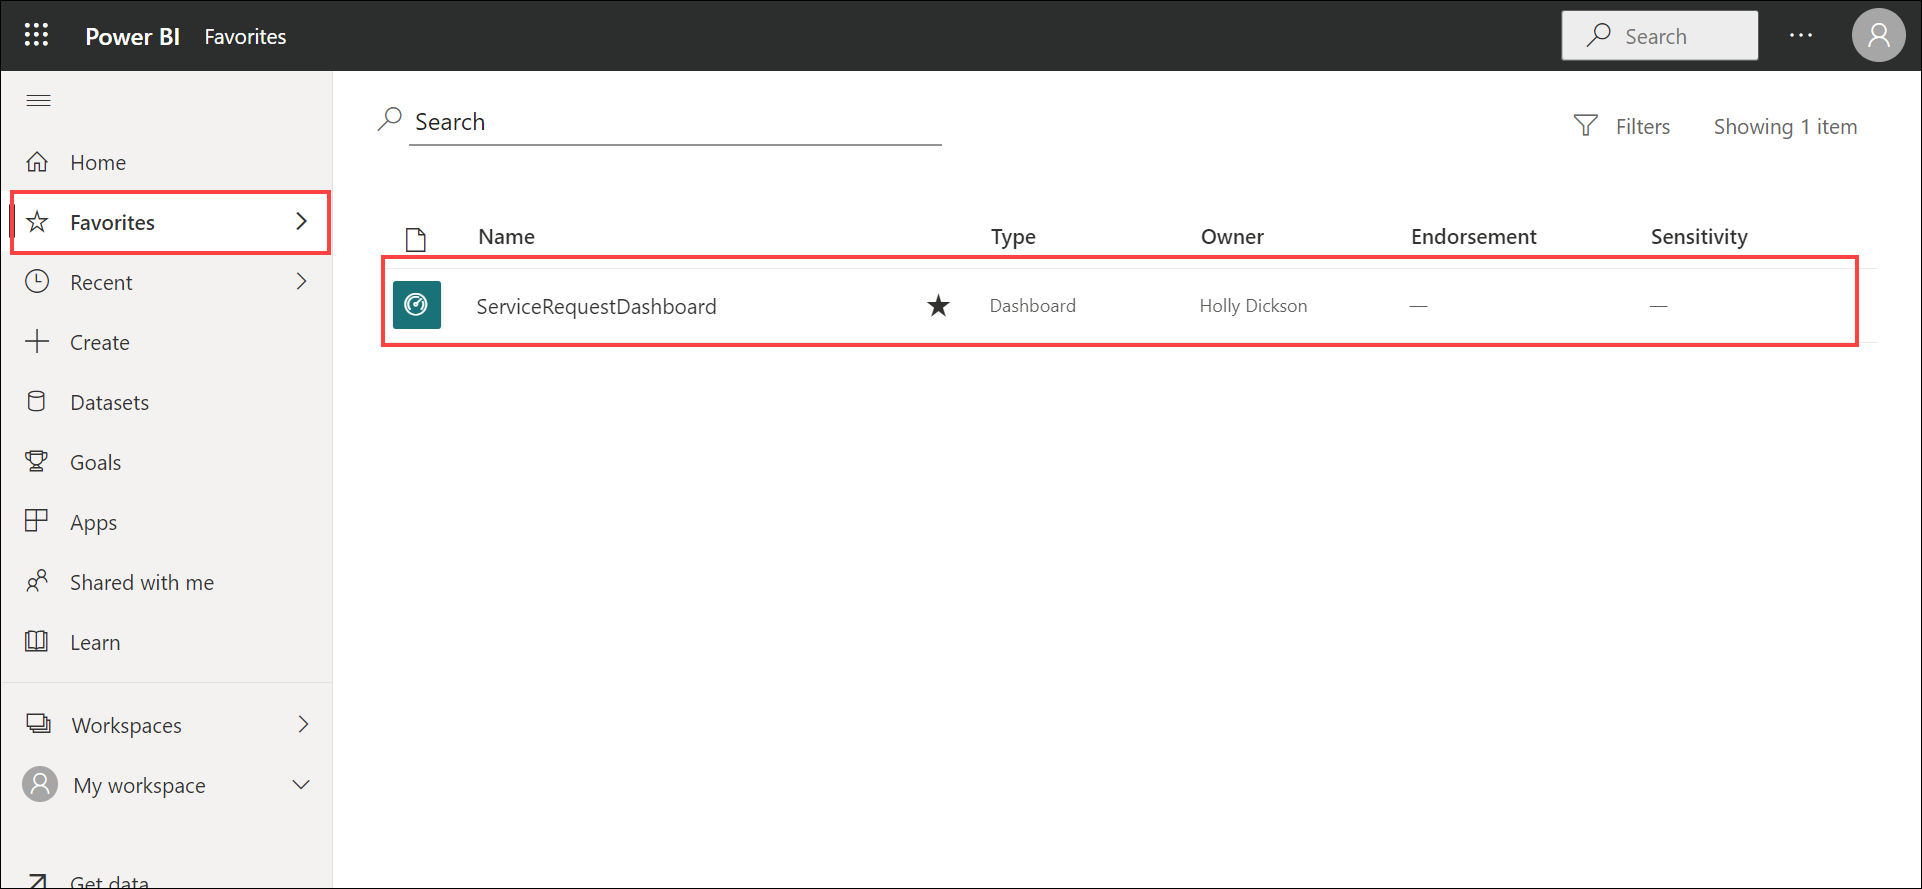 Power BI Favorites Search
Search
Filters Showing 1 item
Home
Favorites
Recent
Create
Datasets
Goals
Apps
Shared with me
Learn
Workspaces
My workspace
Get data
Name Type Owner Endorsement Sensitivity
ServiceRequestDashboard Dashboard Holly Dickson — —